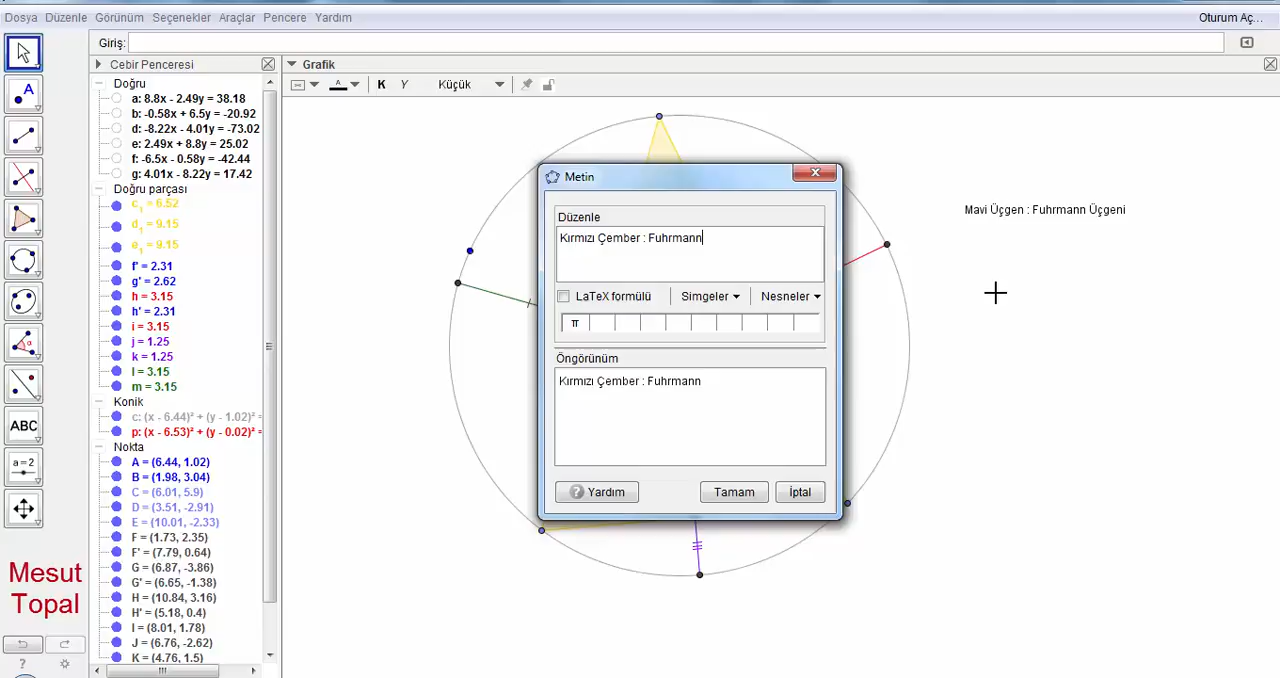 Dosya Düzenle Görünüm Seçenekler Araçlar Pencere Yardım Oturum Aç...
Giriş:
Cebir Penceresi
Grafik
K Y Küçük
Doğru
a: 8.8x - 2.49y = 38.18
b: -0.58x + 6.5y = -20.92
d: -8.22x - 4.01y = -73.02
e: 2.49x + 8.8y = 25.02
f: -6.5x - 0.58y = -42.44
g: 4.01x - 8.22y = 17.42
Doğru parçası
c₁ = 6.52
d₁ = 9.15
e₁ = 9.15
f' = 2.31
g' = 2.62
h = 3.15
h' = 2.31
i = 3.15
j = 1.25
k = 1.25
l = 3.15
m = 3.15
Konik
c: (x - 6.44)² + (y - 1.02)² =
p: (x - 6.53)² + (y - 0.02)² =
Nokta
A = (6.44, 1.02)
B = (1.98, 3.04)
C = (6.01, 5.9)
D = (3.51, -2.91)
E = (10.01, -2.33)
F = (1.73, 2.35)
F' = (7.79, 0.64)
G = (6.87, -3.86)
G' = (6.65, -1.38)
H = (10.84, 3.16)
H' = (5.18, 0.4)
I = (8.01, 1.78)
J = (6.76, -2.62)
K = (4.76, 1.5)
A
α
ABC
a=2
Mesut
Topal
?
Metin
Düzenle
Kırmızı Çember : Fuhrmann
LaTeX formülü Simgeler Nesneler
π
Öngörünüm
Kırmızı Çember : Fuhrmann
? Yardım Tamam İptal
Mavi Üçgen : Fuhrmann Üçgeni